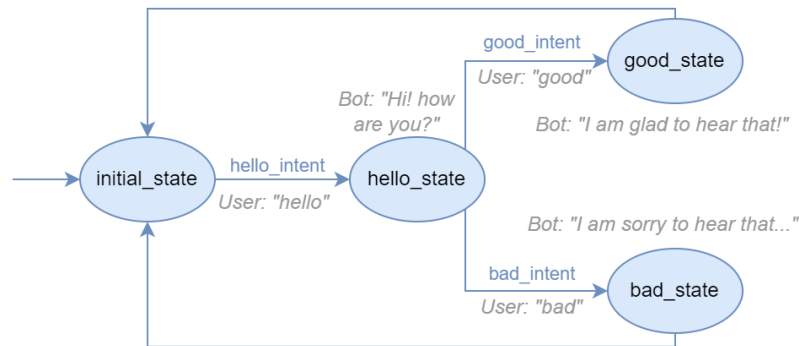 good_intent
User: "good"
good_state
Bot: "Hi! how
are you?"
Bot: "I am glad to hear that!"
initial_state
hello_intent
User: "hello"
hello_state
Bot: "I am sorry to hear that..."
bad_intent
User: "bad"
bad_state